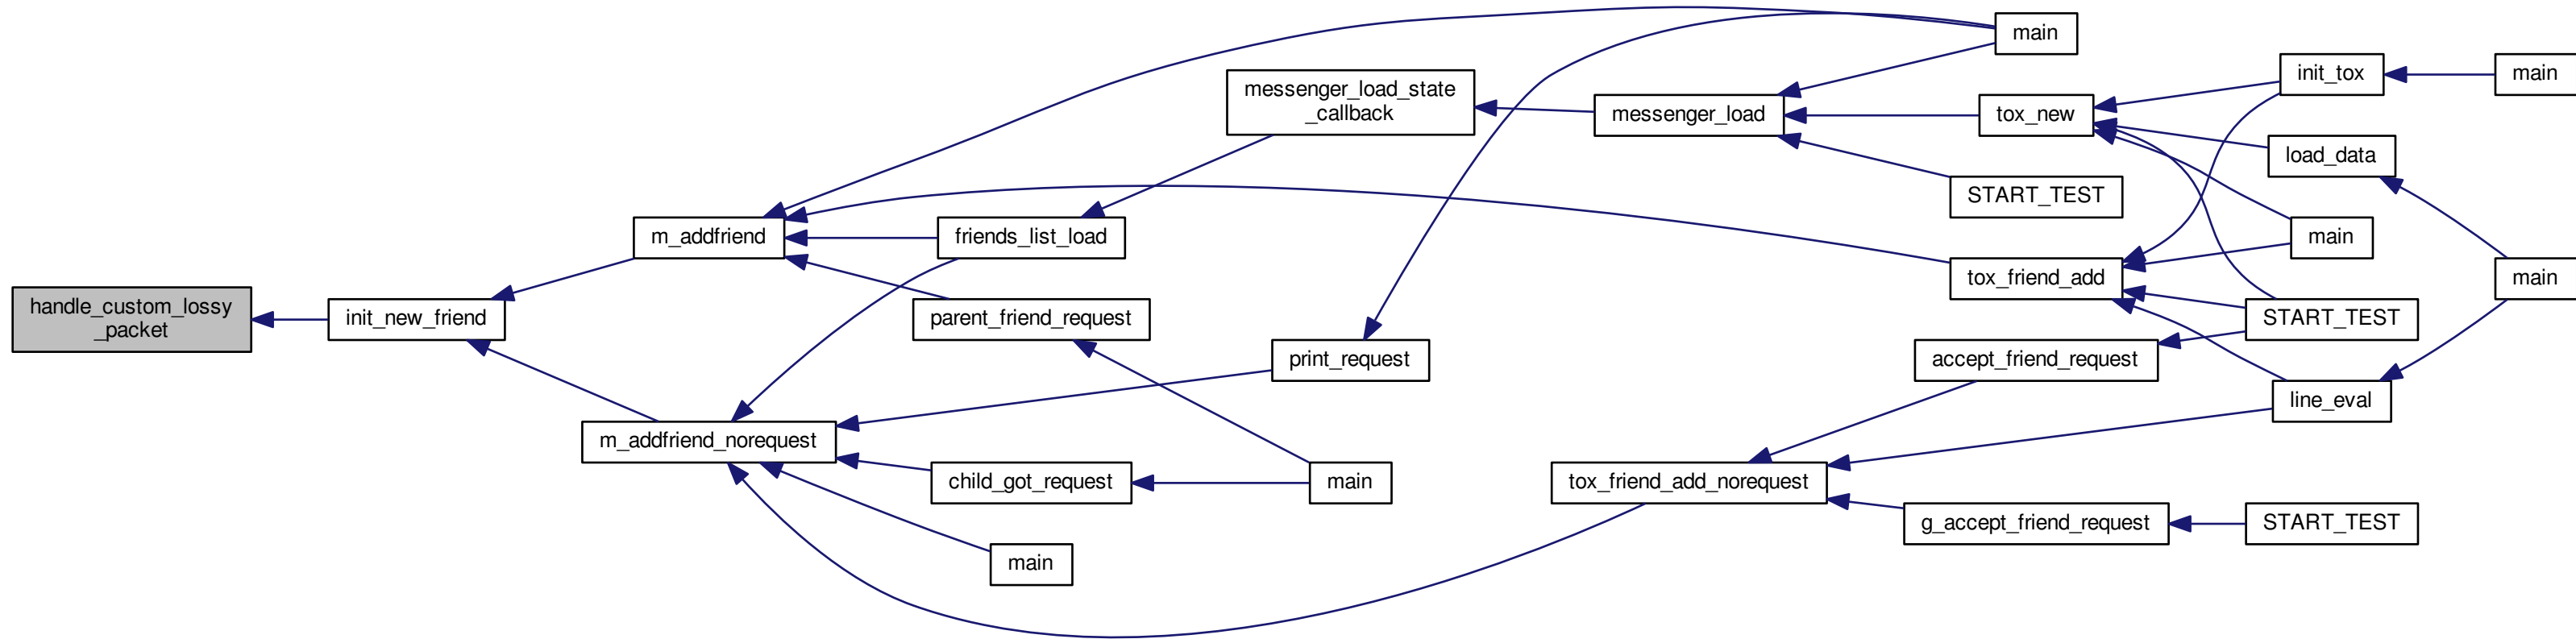 main
init_tox
main
messenger_load_state
_callback
messenger_load
tox_new
load_data
START_TEST
m_addfriend
friends_list_load
main
tox_friend_add
main
handle_custom_lossy
_packet
init_new_friend
parent_friend_request
START_TEST
print_request
accept_friend_request
line_eval
m_addfriend_norequest
child_got_request
main
tox_friend_add_norequest
g_accept_friend_request
START_TEST
main